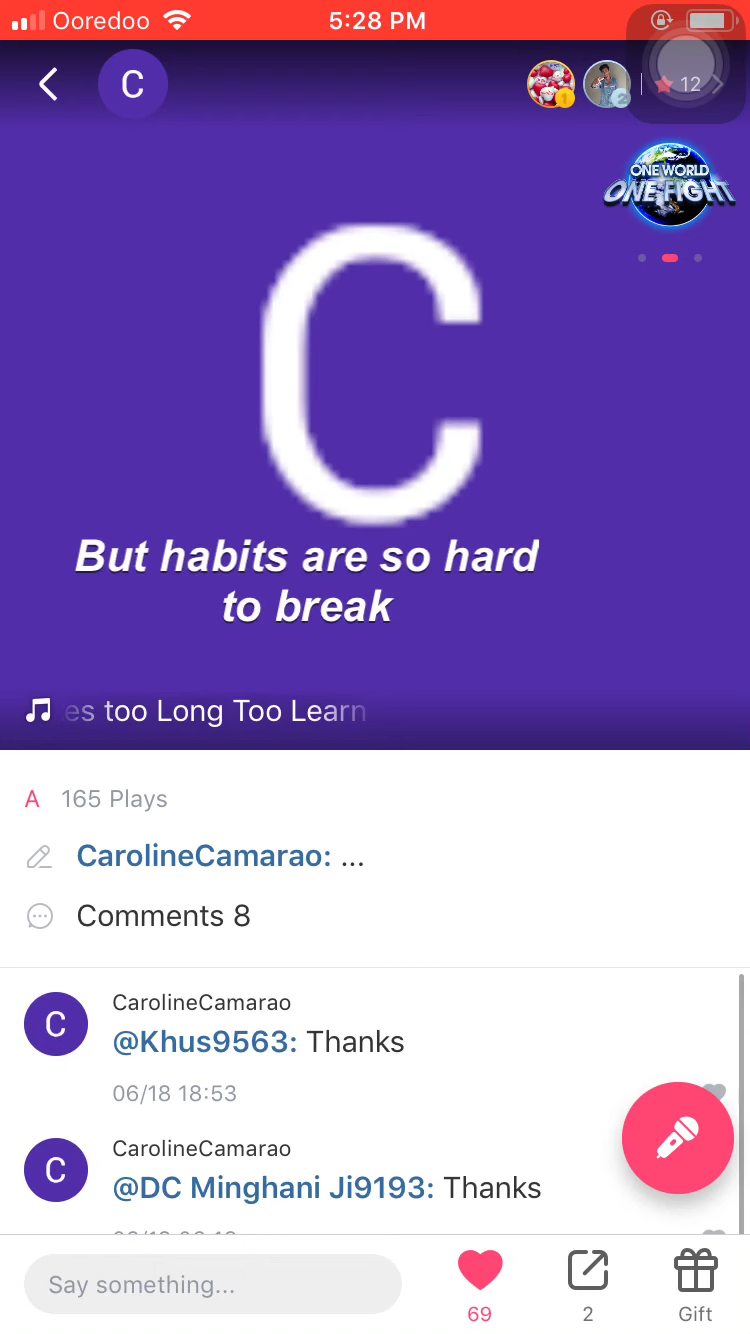 Ooredoo 5:28 PM
C
1 2 12
ONE WORLD
ONE FIGHT
C
But habits are so hard
to break
es too Long Too Learn
A 165 Plays
CarolineCamarao: ...
Comments 8
CarolineCamarao
C
@Khus9563: Thanks
06/18 18:53
CarolineCamarao
C
@DC Minghani Ji9193: Thanks
Say something...
69 2 Gift